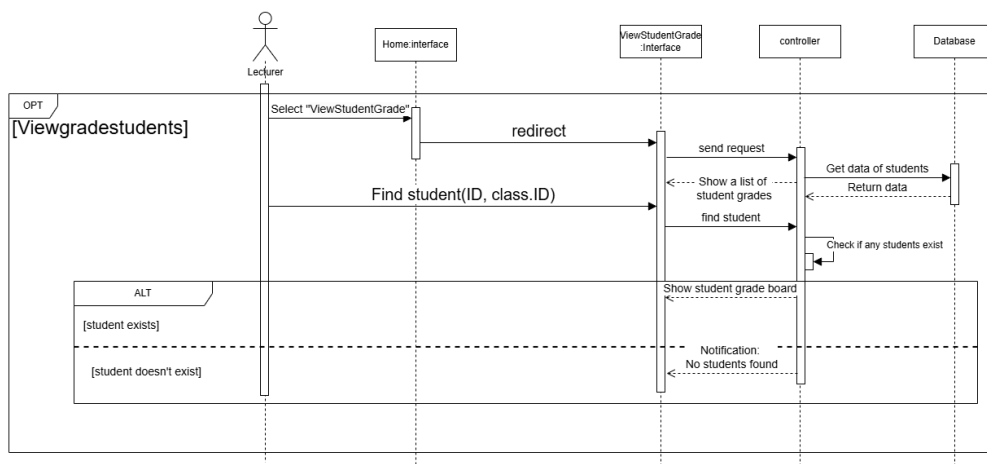 Home:interface
ViewStudentGrade
:Interface
controller
Database
Lecturer
OPT
[Viewgradestudents]
Select "ViewStudentGrade"
redirect
send request
Get data of students
Show a list of
student grades
Return data
Find student(ID, class.ID)
find student
Check if any students exist
ALT
Show student grade board
[student exists]
Notification:
No students found
[student doesn't exist]